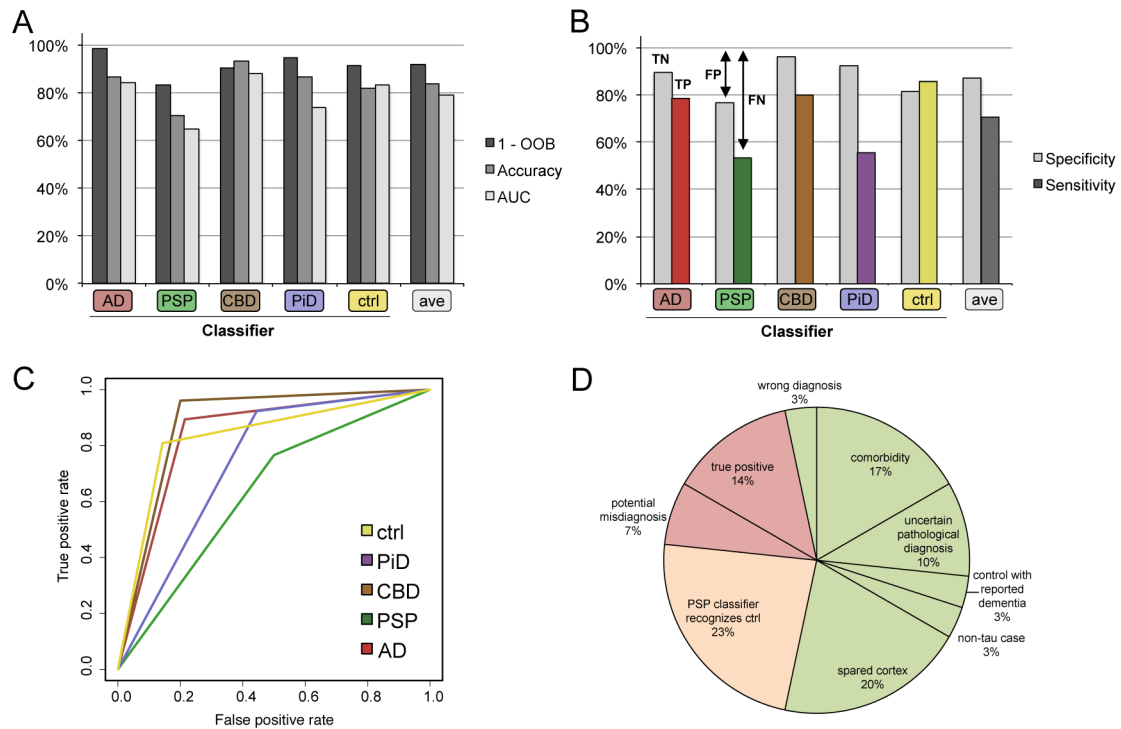 A
100%
80%
60%
40%
20%
0%
1 - OOB
Accuracy
AUC
AD
PSP
CBD
PiD
ctrl
ave
Classifier
B
100%
80%
60%
40%
20%
0%
TN
TP
FP
FN
Specificity
Sensitivity
AD
PSP
CBD
PiD
ctrl
ave
Classifier
C
True positive rate
1.0
0.8
0.6
0.4
0.2
0.0
ctrl
PiD
CBD
PSP
AD
0.0
0.2
0.4
0.6
0.8
1.0
False positive rate
D
wrong diagnosis
3%
comorbidity
17%
uncertain
pathological
diagnosis
10%
control with
reported
dementia
3%
non-tau case
3%
spared cortex
20%
PSP classifier
recognizes ctrl
23%
potential
misdiagnosis
7%
true positive
14%